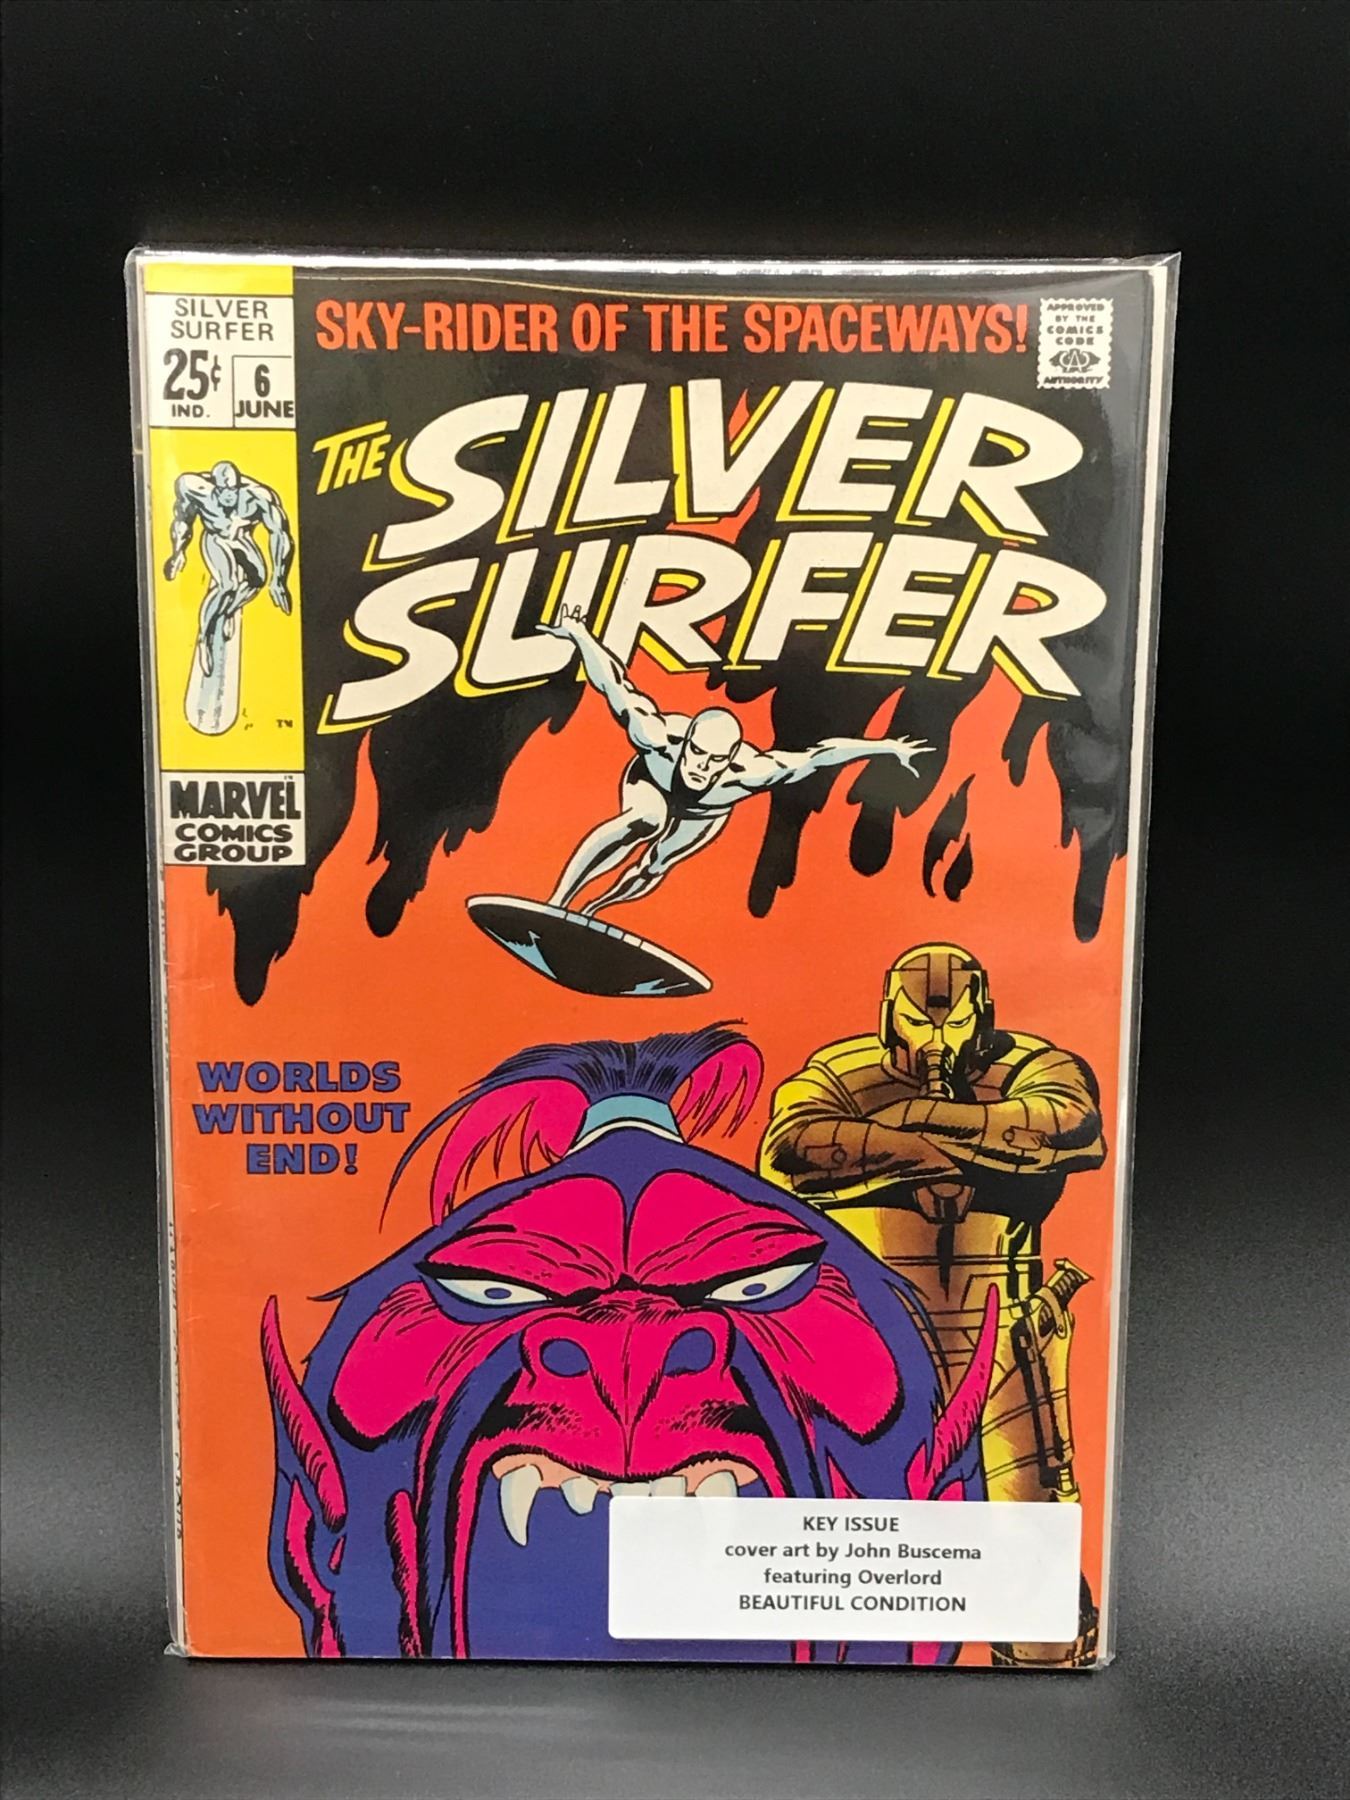 SILVER
SURFER
25¢
IND.
6
JUNE
TM
MARVEL
COMICS
GROUP
SKY-RIDER OF THE SPACEWAYS!
APPROVED
BY THE
COMICS
CODE
AUTHORITY
THE SILVER
SURFER
WORLDS
WITHOUT
END!
KEY ISSUE
cover art by John Buscema
featuring Overlord
BEAUTIFUL CONDITION